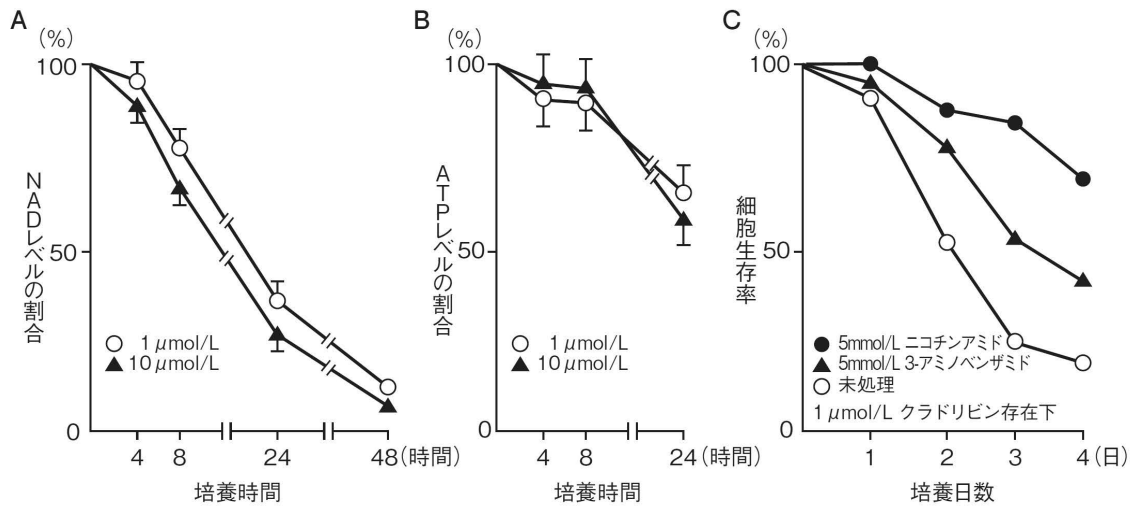 A
(%)
100
50
0
NADレベルの割合
1 μmol/L
10 μmol/L
4 8 24 48(時間)
培養時間
B
(%)
100
50
0
ATPレベルの割合
1 μmol/L
10 μmol/L
4 8 24(時間)
培養時間
C
(%)
100
50
0
細胞生存率
5mmol/L ニコチンアミド
5mmol/L 3-アミノベンザミド
未処理
1 μmol/L クラドリビン存在下
1 2 3 4(日)
培養日数